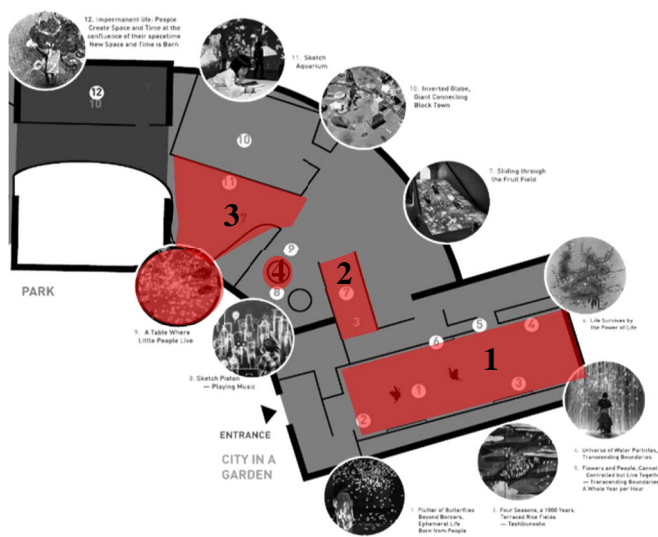 12. Impermanent life: People
Create Space and Time at the
confluence of their spacetime
New Space and Time is Born
11. Sketch
Aquarium
10. Inverted Globe,
Giant Connecting
Block Town
7. Sliding through
the Fruit Field
12
10
10
11
3
7
9
4
8
2
7
3
5
4
6
1
1
3
2
PARK
9. A Table Where
Little People Live
8. Sketch Piston
— Playing Music
6. Life Survives by
the Power of Life
ENTRANCE
CITY IN A
GARDEN
4. Universe of Water Particles,
Transcending Boundaries
5. Flowers and People, Cannot
Controlled but Live Togethe
— Transcending Boundaries
A Whole Year per Hour
Flutter of Butterflies
Beyond Borders,
Ephemeral Life
Born from People
Four Seasons, a 1000 Years,
Terraced Rice Fields
— Tashibunosho